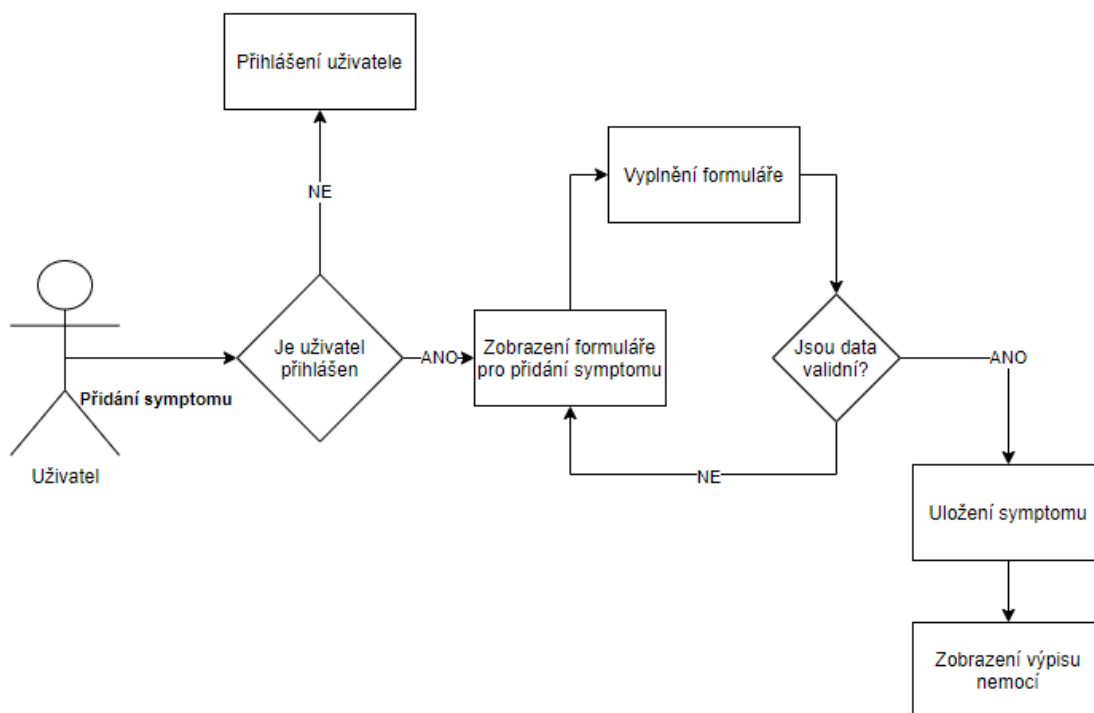 Přihlášení uživatele
Vyplnění formuláře
NE
Je uživatel
přihlášen
ANO
Zobrazení formuláře
pro přidání symptomu
Jsou data
validní?
ANO
Přidání symptomu
Uživatel
NE
Uložení symptomu
Zobrazení výpisu
nemocí